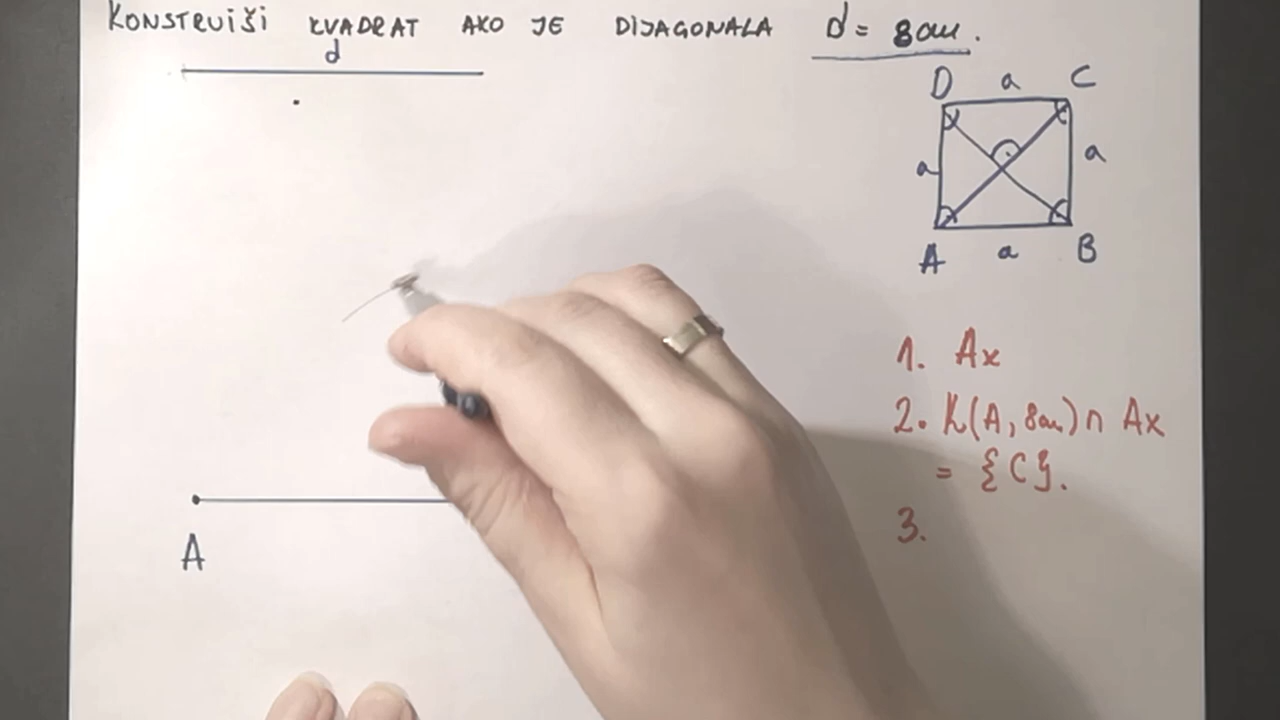 KONSTRUIŠI KVADRAT AKO JE DIJAGONALA d = 8cm.
d
D a C
a a
A a B
1. Ax
2. K(A, 8cm) ∩ Ax
= {C}.
3.
A